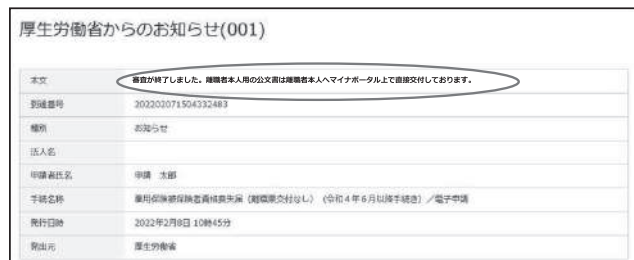 厚生労働省からのお知らせ(001)
本文 審査が終了しました。離職者本人用の公文書は離職者本人へマイナポータル上で直接交付しております。
到達番号 202202071504332483
種別 お知らせ
法人名
申請者氏名 申請 太郎
手続名称 雇用保険被保険者資格喪失届（離職票交付なし）（令和４年６月以降手続き）／電子申請
発行日時 2022年2月8日 10時45分
発出元 厚生労働省